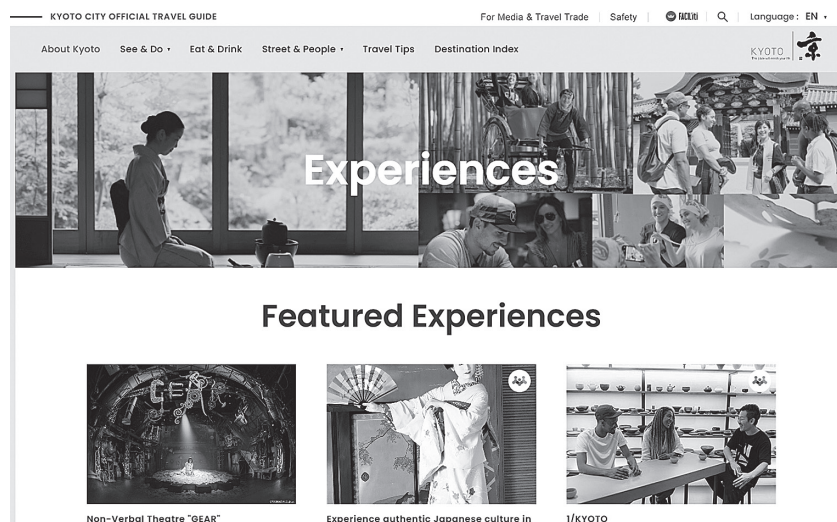 KYOTO CITY OFFICIAL TRAVEL GUIDE
For Media & Travel Trade
Safety
FACIL'iti
Language : EN
About Kyoto
See & Do
Eat & Drink
Street & People
Travel Tips
Destination Index
KYOTO
京
Experiences
Featured Experiences
GEAR
Non-Verbal Theatre "GEAR"
Experience authentic Japanese culture in
1/KYOTO